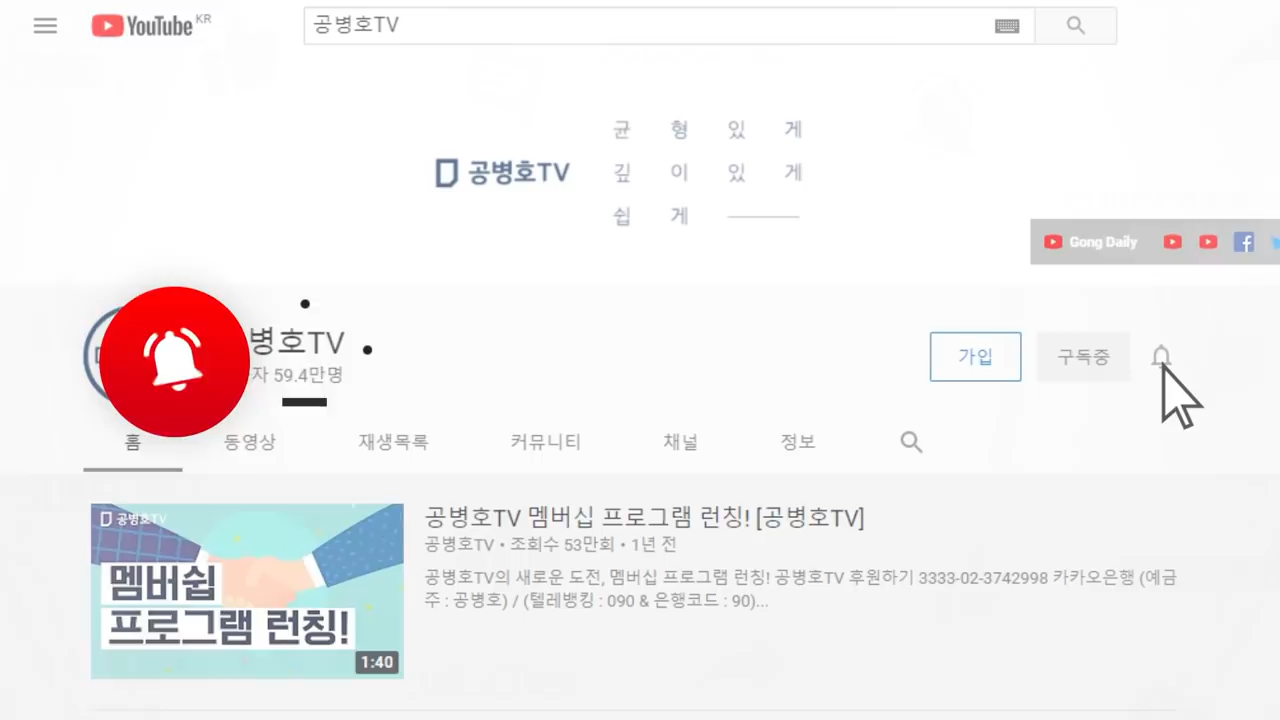 YouTube KR
공병호TV
균 형 있 게
공병호TV
깊 이 있 게
쉽 게
Gong Daily
병호TV
자 59.4만명
가입
구독중
홈
동영상
재생목록
커뮤니티
채널
정보
공병호TV
멤버쉽
프로그램 런칭!
1:40
공병호TV 멤버십 프로그램 런칭! [공병호TV]
공병호TV • 조회수 53만회 • 1년 전
공병호TV의 새로운 도전, 멤버십 프로그램 런칭! 공병호TV 후원하기 3333-02-3742998 카카오은행 (예금
주 : 공병호) / (텔레뱅킹 : 090 & 은행코드 : 90)...